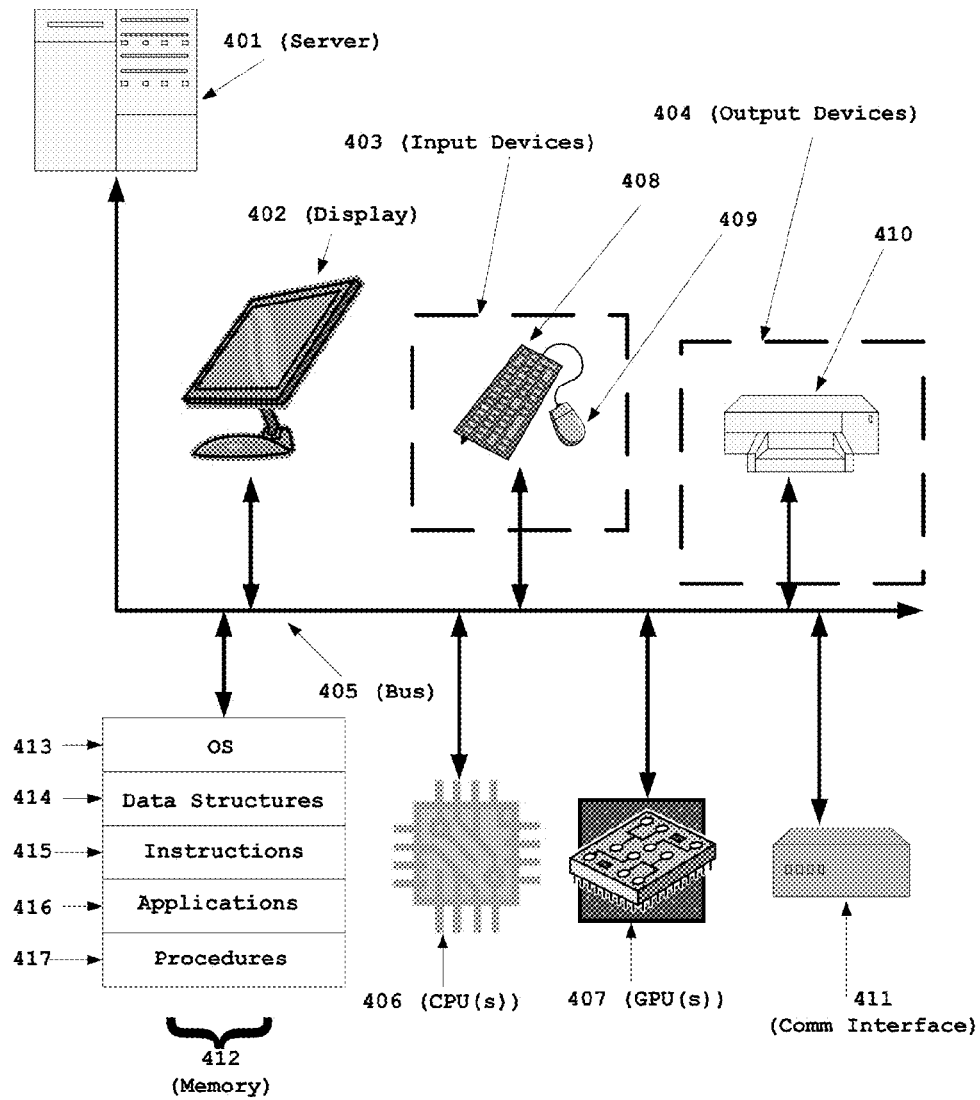 401 (Server)
404 (Output Devices)
403 (Input Devices)
408
402 (Display)
409
410
405 (Bus)
413
OS
414
Data Structures
415
Instructions
416
Applications
417
Procedures
406 (CPU(s))
407 (GPU(s))
411
(Comm Interface)
412
(Memory)